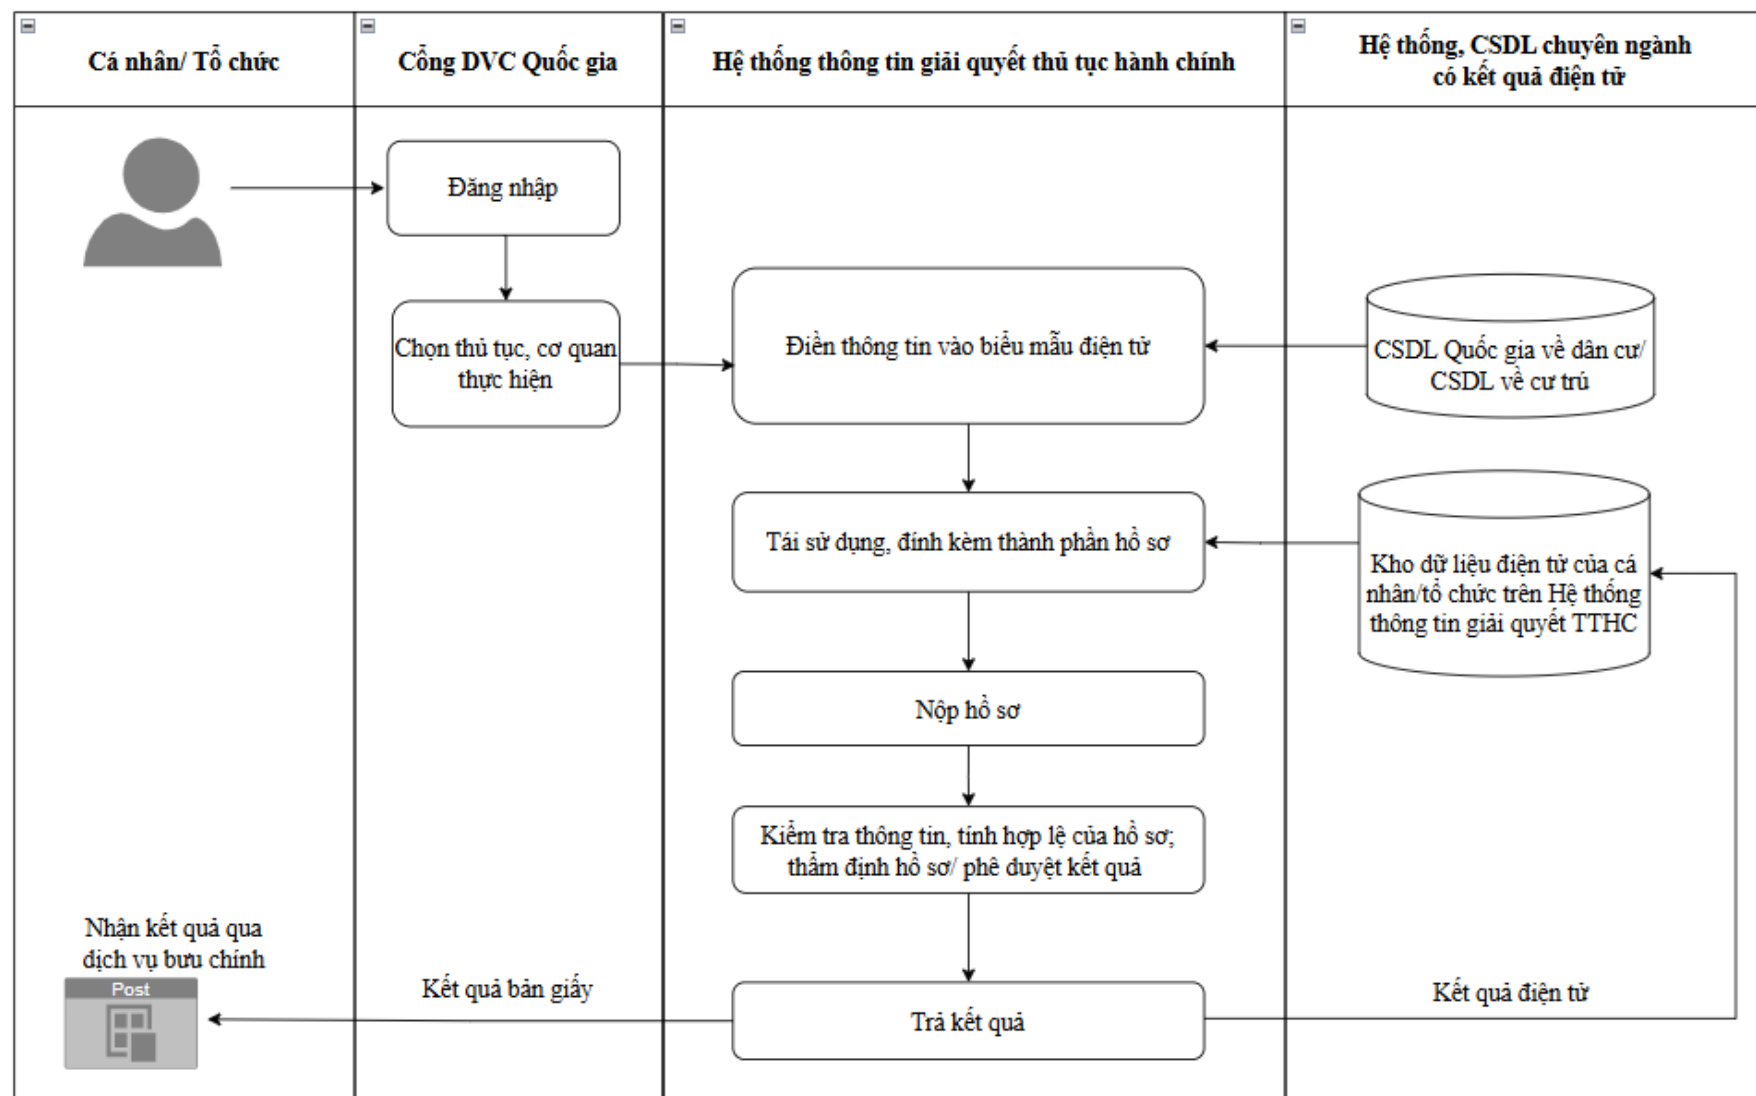 Cá nhân/ Tổ chức
Cổng DVC Quốc gia
Hệ thống thông tin giải quyết thủ tục hành chính
Hệ thống, CSDL chuyên ngành
có kết quả điện tử
Đăng nhập
Chọn thủ tục, cơ quan
thực hiện
Điền thông tin vào biểu mẫu điện tử
CSDL Quốc gia về dân cư/
CSDL về cư trú
Tái sử dụng, đính kèm thành phần hồ sơ
Kho dữ liệu điện tử của cá
nhân/tổ chức trên Hệ thống
thông tin giải quyết TTHC
Nộp hồ sơ
Kiểm tra thông tin, tính hợp lệ của hồ sơ;
thẩm định hồ sơ/ phê duyệt kết quả
Nhận kết quả qua
dịch vụ bưu chính
Post
Kết quả bản giấy
Trả kết quả
Kết quả điện tử